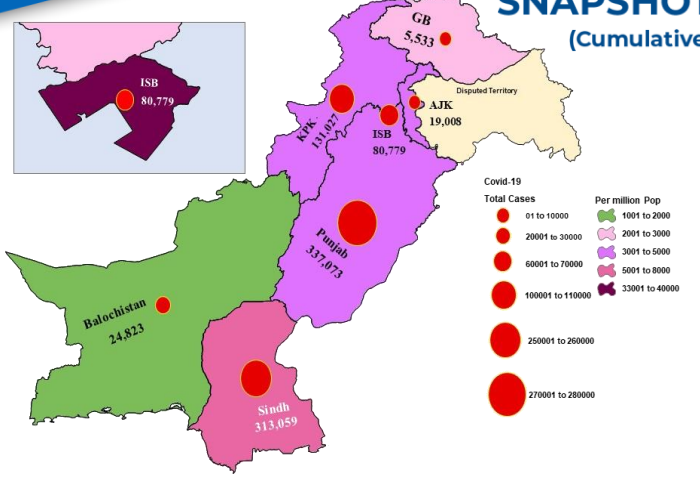 SNAPSHOT
(Cumulative
GB
5,533
ISB
80,779
Disputed Territory
AJK
19,008
KPK
131,027
ISB
80,779
Punjab
337,073
Balochistan
24,823
Sindh
313,059
Covid-19
Total Cases
01 to 10000
20001 to 30000
60001 to 70000
100001 to 110000
250001 to 260000
270001 to 280000
Per million Pop
1001 to 2000
2001 to 3000
3001 to 5000
5001 to 8000
33001 to 40000